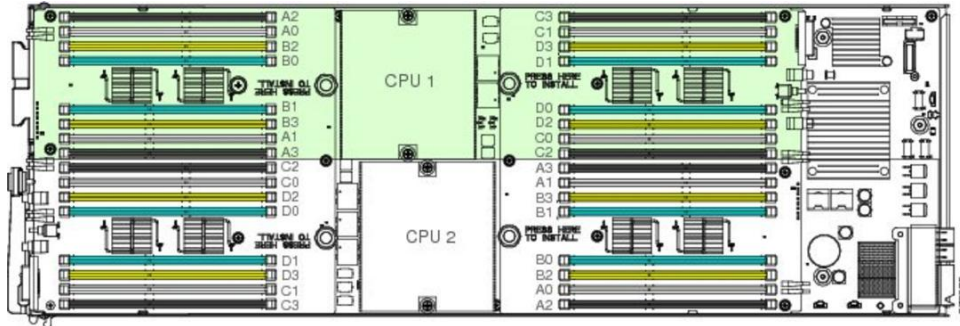 A2
A0
B2
B0
CPU 1
C3
C1
D3
D1
PRESS HERE
TO INSTALL
PRESS HERE
TO INSTALL
B1
B3
A1
A3
D0
D2
C0
C2
C2
C0
D2
D0
CPU 2
A3
A1
B3
B1
PRESS HERE
TO INSTALL
PRESS HERE
TO INSTALL
D1
D3
C1
C3
B0
B2
A0
A2